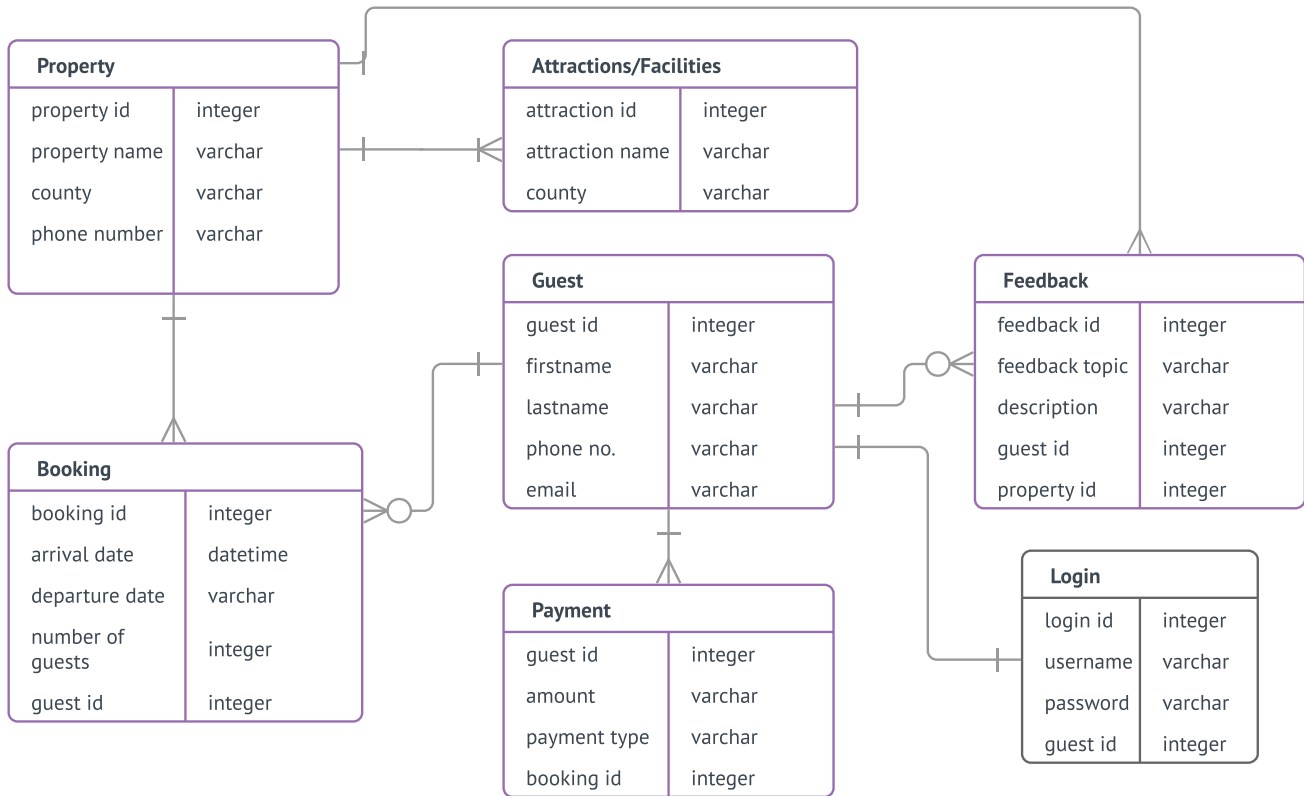 Property
property id integer
property name varchar
county varchar
phone number varchar
Attractions/Facilities
attraction id integer
attraction name varchar
county varchar
Guest
guest id integer
firstname varchar
lastname varchar
phone no. varchar
email varchar
Feedback
feedback id integer
feedback topic varchar
description varchar
guest id integer
property id integer
Booking
booking id integer
arrival date datetime
departure date varchar
number of
guests integer
guest id integer
Payment
guest id integer
amount varchar
payment type varchar
booking id integer
Login
login id integer
username varchar
password varchar
guest id integer